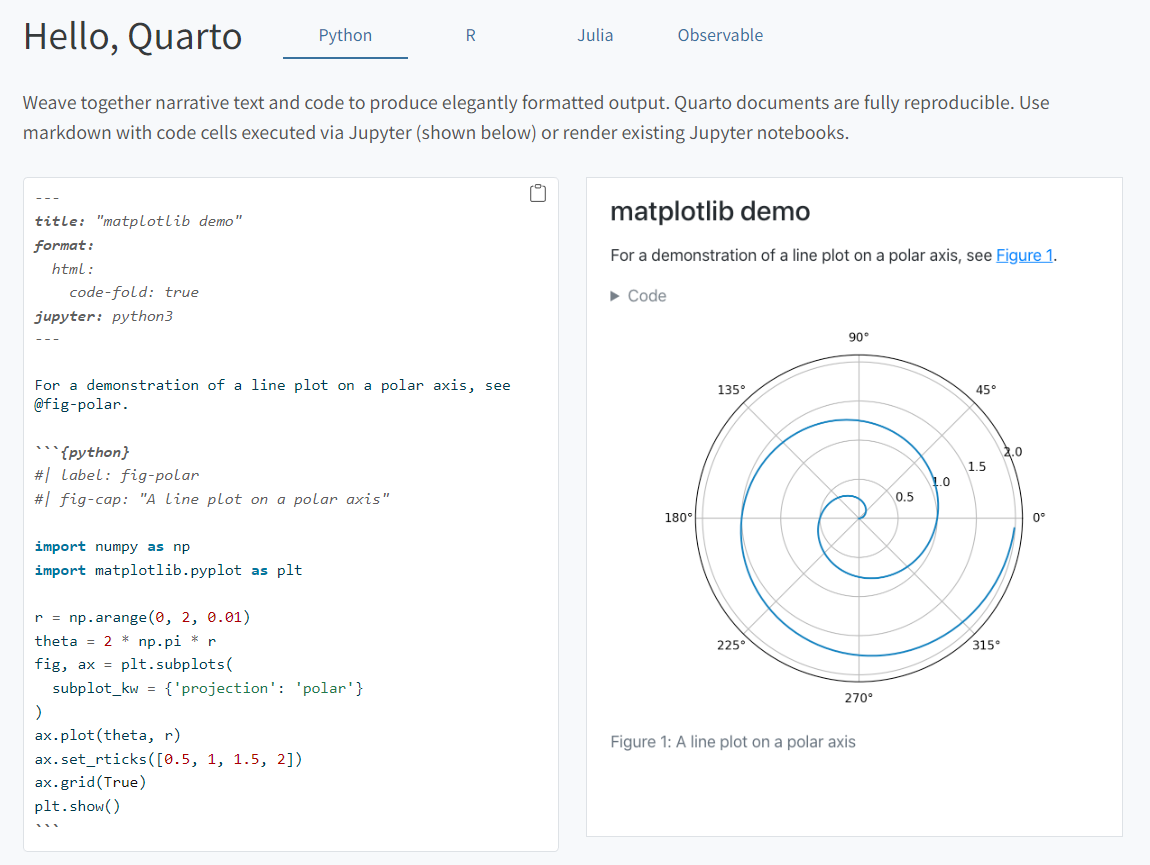 Hello, Quarto
Python R Julia Observable
Weave together narrative text and code to produce elegantly formatted output. Quarto documents are fully reproducible. Use
markdown with code cells executed via Jupyter (shown below) or render existing Jupyter notebooks.
---
title: "matplotlib demo"
format:
  html:
    code-fold: true
jupyter: python3
---
For a demonstration of a line plot on a polar axis, see
@fig-polar.
```{python}
#| label: fig-polar
#| fig-cap: "A line plot on a polar axis"
import numpy as np
import matplotlib.pyplot as plt
r = np.arange(0, 2, 0.01)
theta = 2 * np.pi * r
fig, ax = plt.subplots(
  subplot_kw = {'projection': 'polar'}
)
ax.plot(theta, r)
ax.set_rticks([0.5, 1, 1.5, 2])
ax.grid(True)
plt.show()
```
matplotlib demo
For a demonstration of a line plot on a polar axis, see Figure 1.
Code
90°
135° 45°
2.0
1.5
1.0
0.5
180° 0°
225° 315°
270°
Figure 1: A line plot on a polar axis